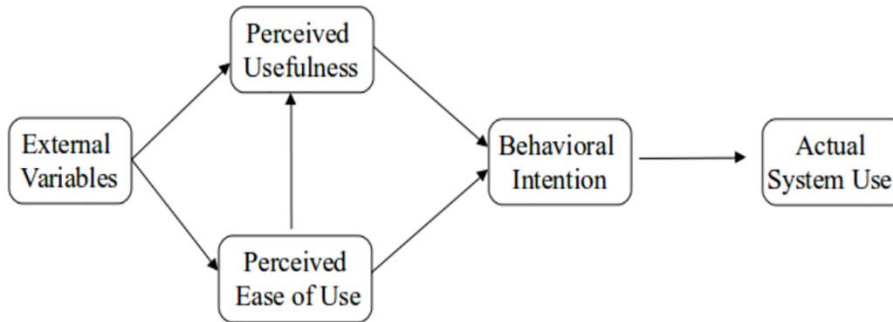 Perceived
Usefulness
External
Variables
Behavioral
Intention
Actual
System Use
Perceived
Ease of Use